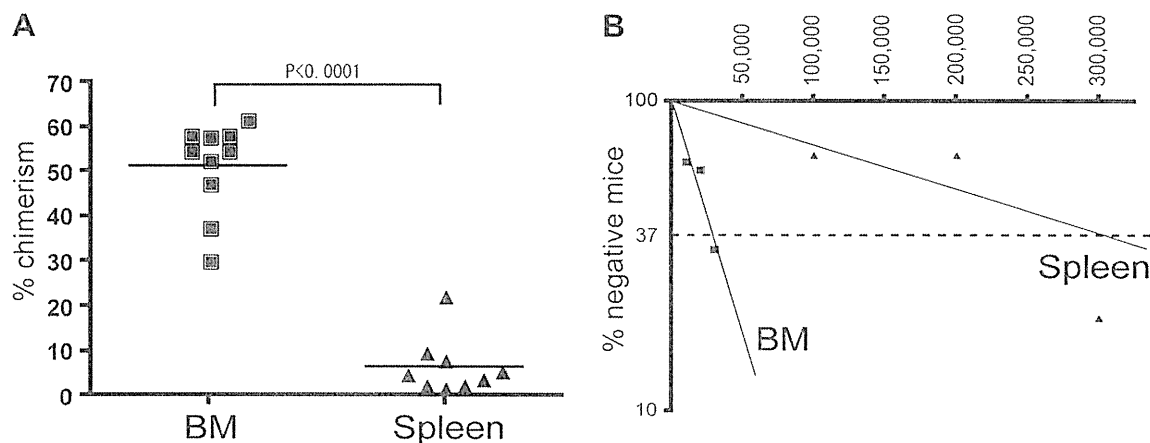 A
% chimerism
70
60
50
40
30
20
10
0
P<0. 0001
BM
Spleen
B
50,000
100,000
150,000
200,000
250,000
300,000
% negative mice
100
37
10
Spleen
BM